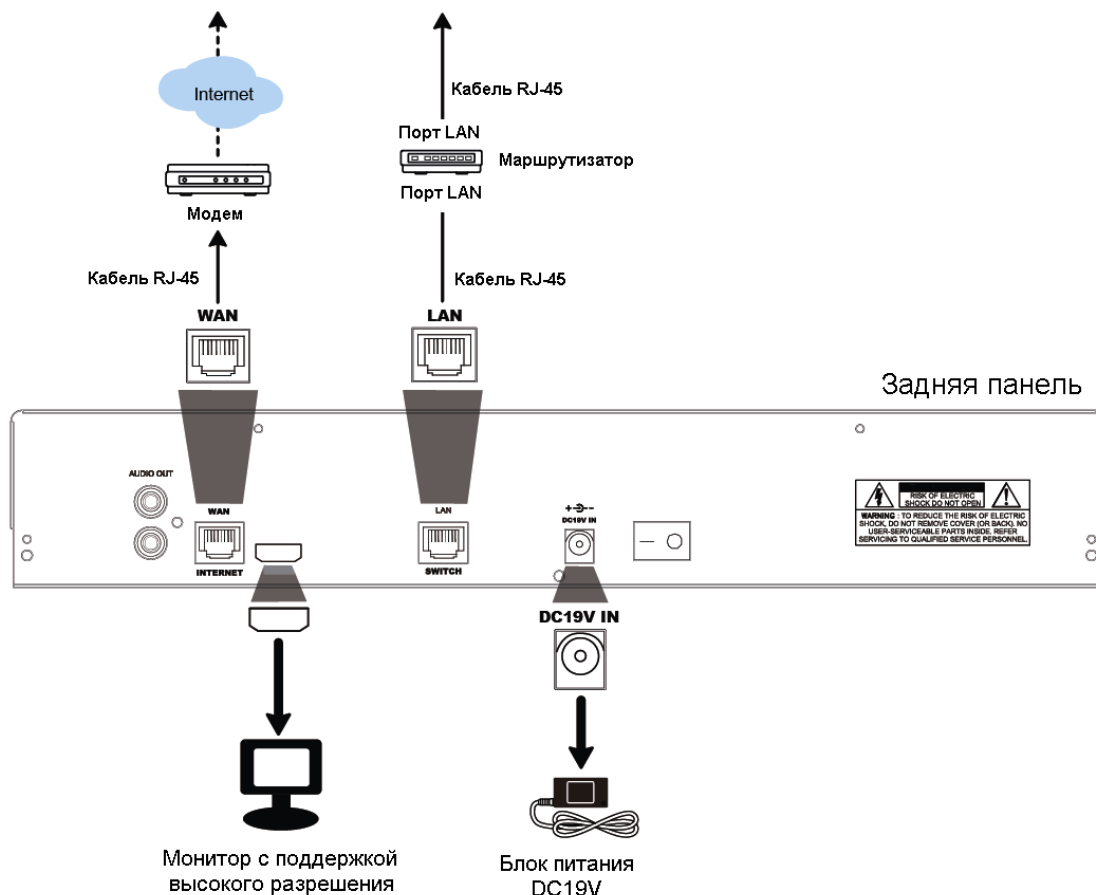 Internet
Модем
Кабель RJ-45
WAN
Кабель RJ-45
Порт LAN
Маршрутизатор
Порт LAN
Кабель RJ-45
LAN
Задняя панель
AUDIO OUT
WAN
INTERNET
LAN
SWITCH
DC19V IN
RISK OF ELECTRIC
SHOCK DO NOT OPEN
WARNING : TO REDUCE THE RISK OF ELECTRIC
SHOCK, DO NOT REMOVE COVER (OR BACK). NO
USER-SERVICEABLE PARTS INSIDE. REFER
SERVICING TO QUALIFIED SERVICE PERSONNEL.
DC19V IN
Монитор с поддержкой
высокого разрешения
Блок питания
DC19V